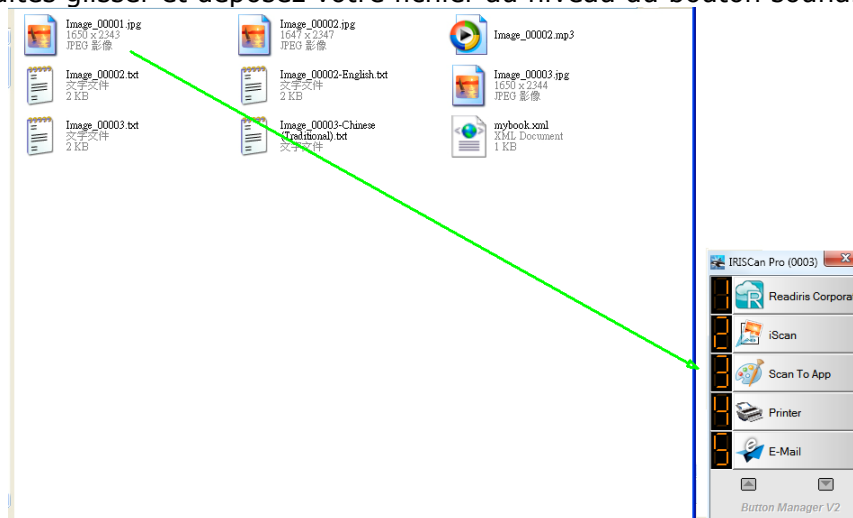 Image_00001.jpg
1650 x 2343
JPEG 影像
Image_00002.jpg
1647 x 2347
JPEG 影像
Image_00002.mp3
Image_00002.txt
文字文件
2 KB
Image_00002-English.txt
文字文件
2 KB
Image_00003.jpg
1650 x 2344
JPEG 影像
Image_00003.txt
文字文件
2 KB
Image_00003-Chinese
(Traditional).txt
文字文件
mybook.xml
XML Document
1 KB
IRISCan Pro (0003) X
1 Readiris Corpora
2 iScan
3 Scan To App
4 Printer
5 E-Mail
Button Manager V2